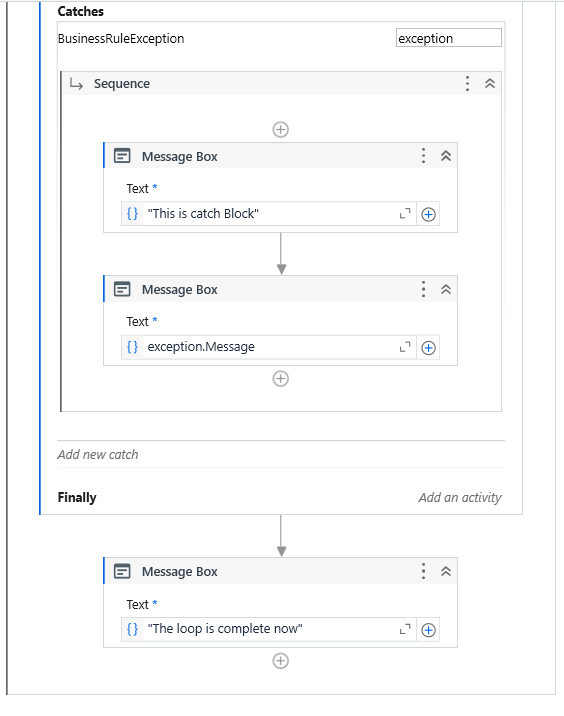 Catches
BusinessRuleException exception
Sequence
Message Box
Text *
{} "This is catch Block"
Message Box
Text *
{} exception.Message
Add new catch
Finally Add an activity
Message Box
Text *
{} "The loop is complete now"